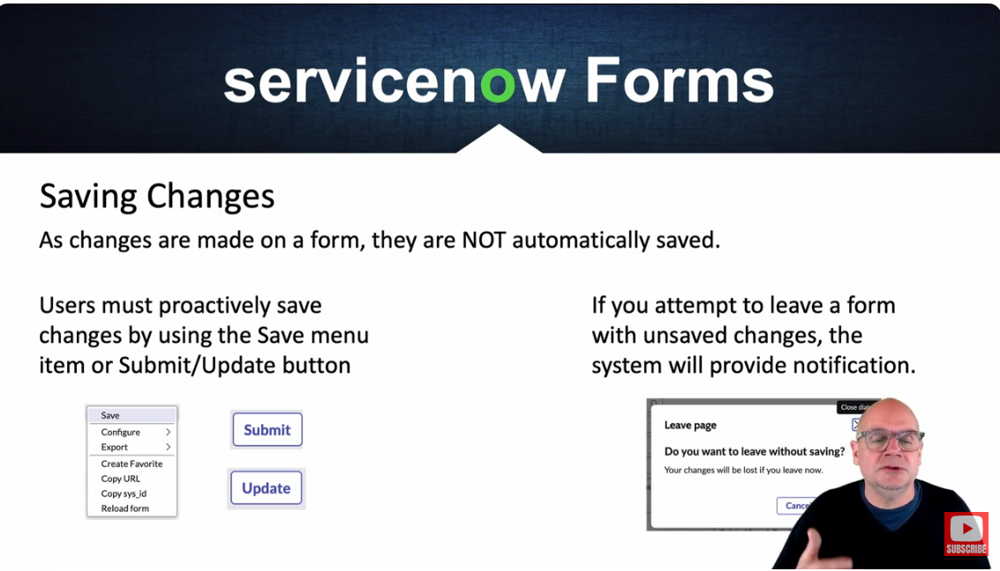 servicenow Forms
Saving Changes
As changes are made on a form, they are NOT automatically saved.
Users must proactively save
changes by using the Save menu
item or Submit/Update button
If you attempt to leave a form
with unsaved changes, the
system will provide notification.
Save
Configure
Export
Create Favorite
Copy URL
Copy sys_id
Reload form
Submit
Update
Close
Leave page
Do you want to leave without saving?
Your changes will be lost if you leave now.
SUBSCRIBE